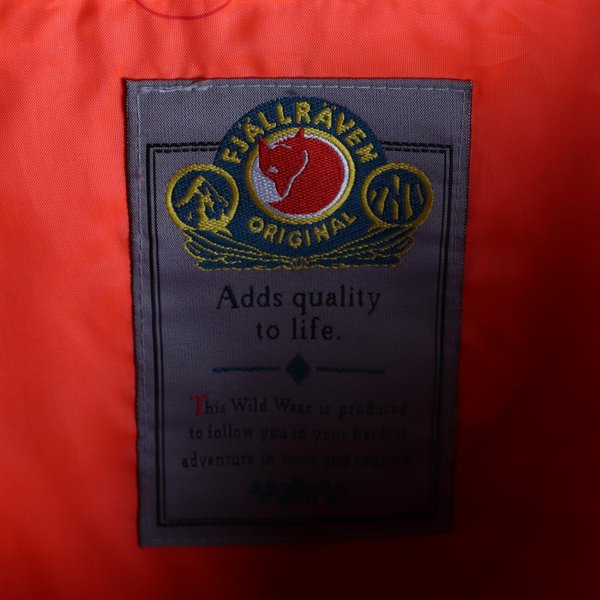 FJÄLLRÄVEN
ORIGINAL
Adds quality
to life.
This Wild Wear is produced
to follow you in your hardest
adventure in town and country.